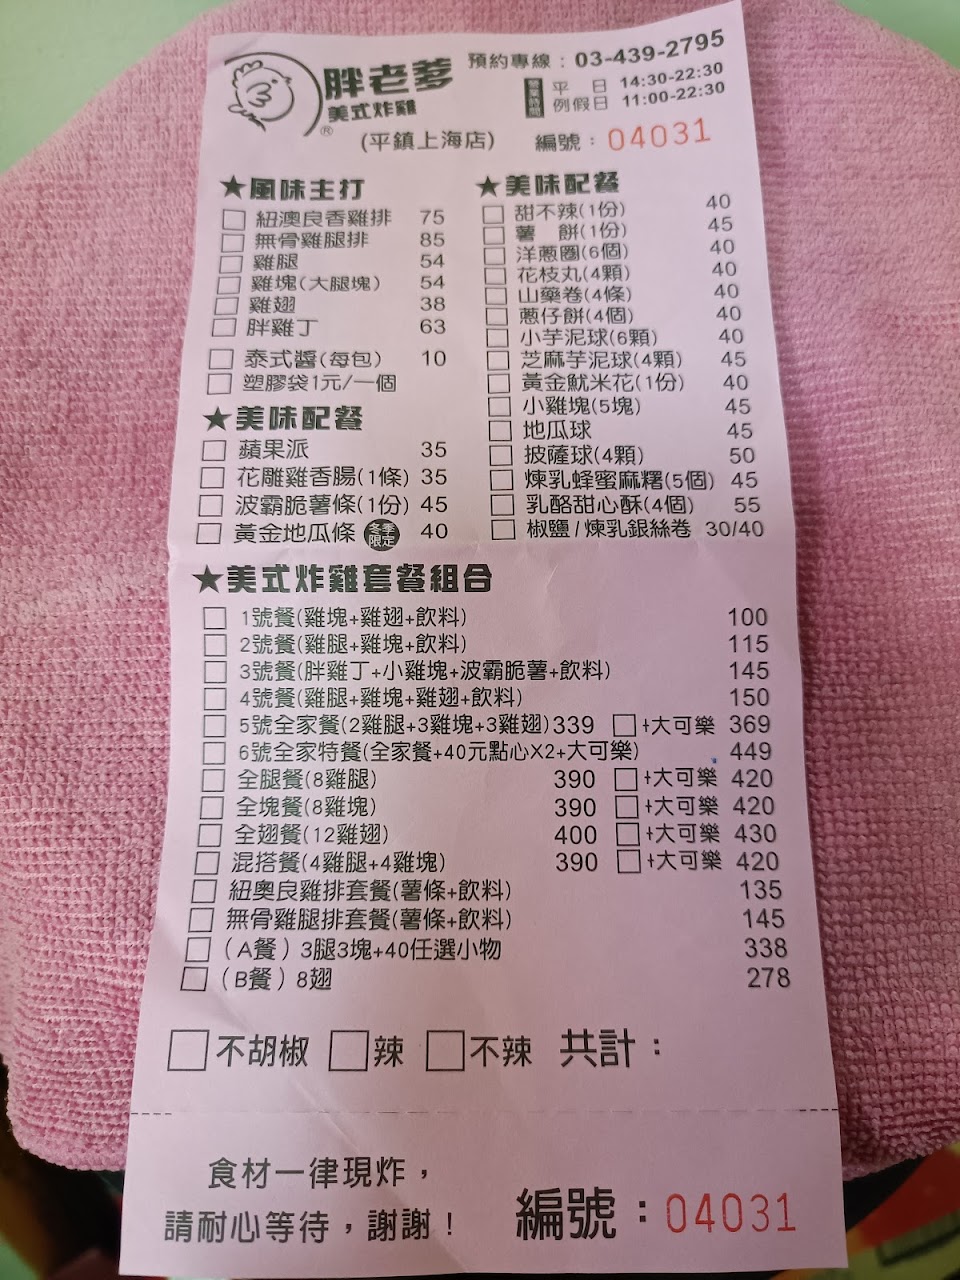 胖老爹
美式炸雞
®
預約專線：03-439-2795
營業時間
平 日 14:30-22:30
例假日 11:00-22:30
(平鎮上海店)
編號：04031
★風味主打
紐澳良香雞排 75
無骨雞腿排 85
雞腿 54
雞塊(大腿塊) 54
雞翅 38
胖雞丁 63
泰式醬(每包) 10
塑膠袋1元/一個
★美味配餐
蘋果派 35
花雕雞香腸(1條) 35
波霸脆薯條(1份) 45
黃金地瓜條 冬季限定 40
★美味配餐
甜不辣(1份) 40
薯 餅(1份) 45
洋蔥圈(6個) 40
花枝丸(4顆) 40
山藥卷(4條) 40
蔥仔餅(4個) 40
小芋泥球(6顆) 40
芝麻芋泥球(4顆) 45
黃金魷米花(1份) 40
小雞塊(5塊) 45
地瓜球 45
披薩球(4顆) 50
煉乳蜂蜜麻糬(5個) 45
乳酪甜心酥(4個) 55
椒鹽/煉乳銀絲卷 30/40
★美式炸雞套餐組合
1號餐(雞塊+雞翅+飲料) 100
2號餐(雞腿+雞塊+飲料) 115
3號餐(胖雞丁+小雞塊+波霸脆薯+飲料) 145
4號餐(雞腿+雞塊+雞翅+飲料) 150
5號全家餐(2雞腿+3雞塊+3雞翅)339 +大可樂 369
6號全家特餐(全家餐+40元點心X2+大可樂) 449
全腿餐(8雞腿) 390 +大可樂 420
全塊餐(8雞塊) 390 +大可樂 420
全翅餐(12雞翅) 400 +大可樂 430
混搭餐(4雞腿+4雞塊) 390 +大可樂 420
紐奧良雞排套餐(薯條+飲料) 135
無骨雞腿排套餐(薯條+飲料) 145
(A餐) 3腿3塊+40任選小物 338
(B餐) 8翅 278
不胡椒 辣 不辣 共計：
食材一律現炸，
請耐心等待，謝謝！
編號：04031